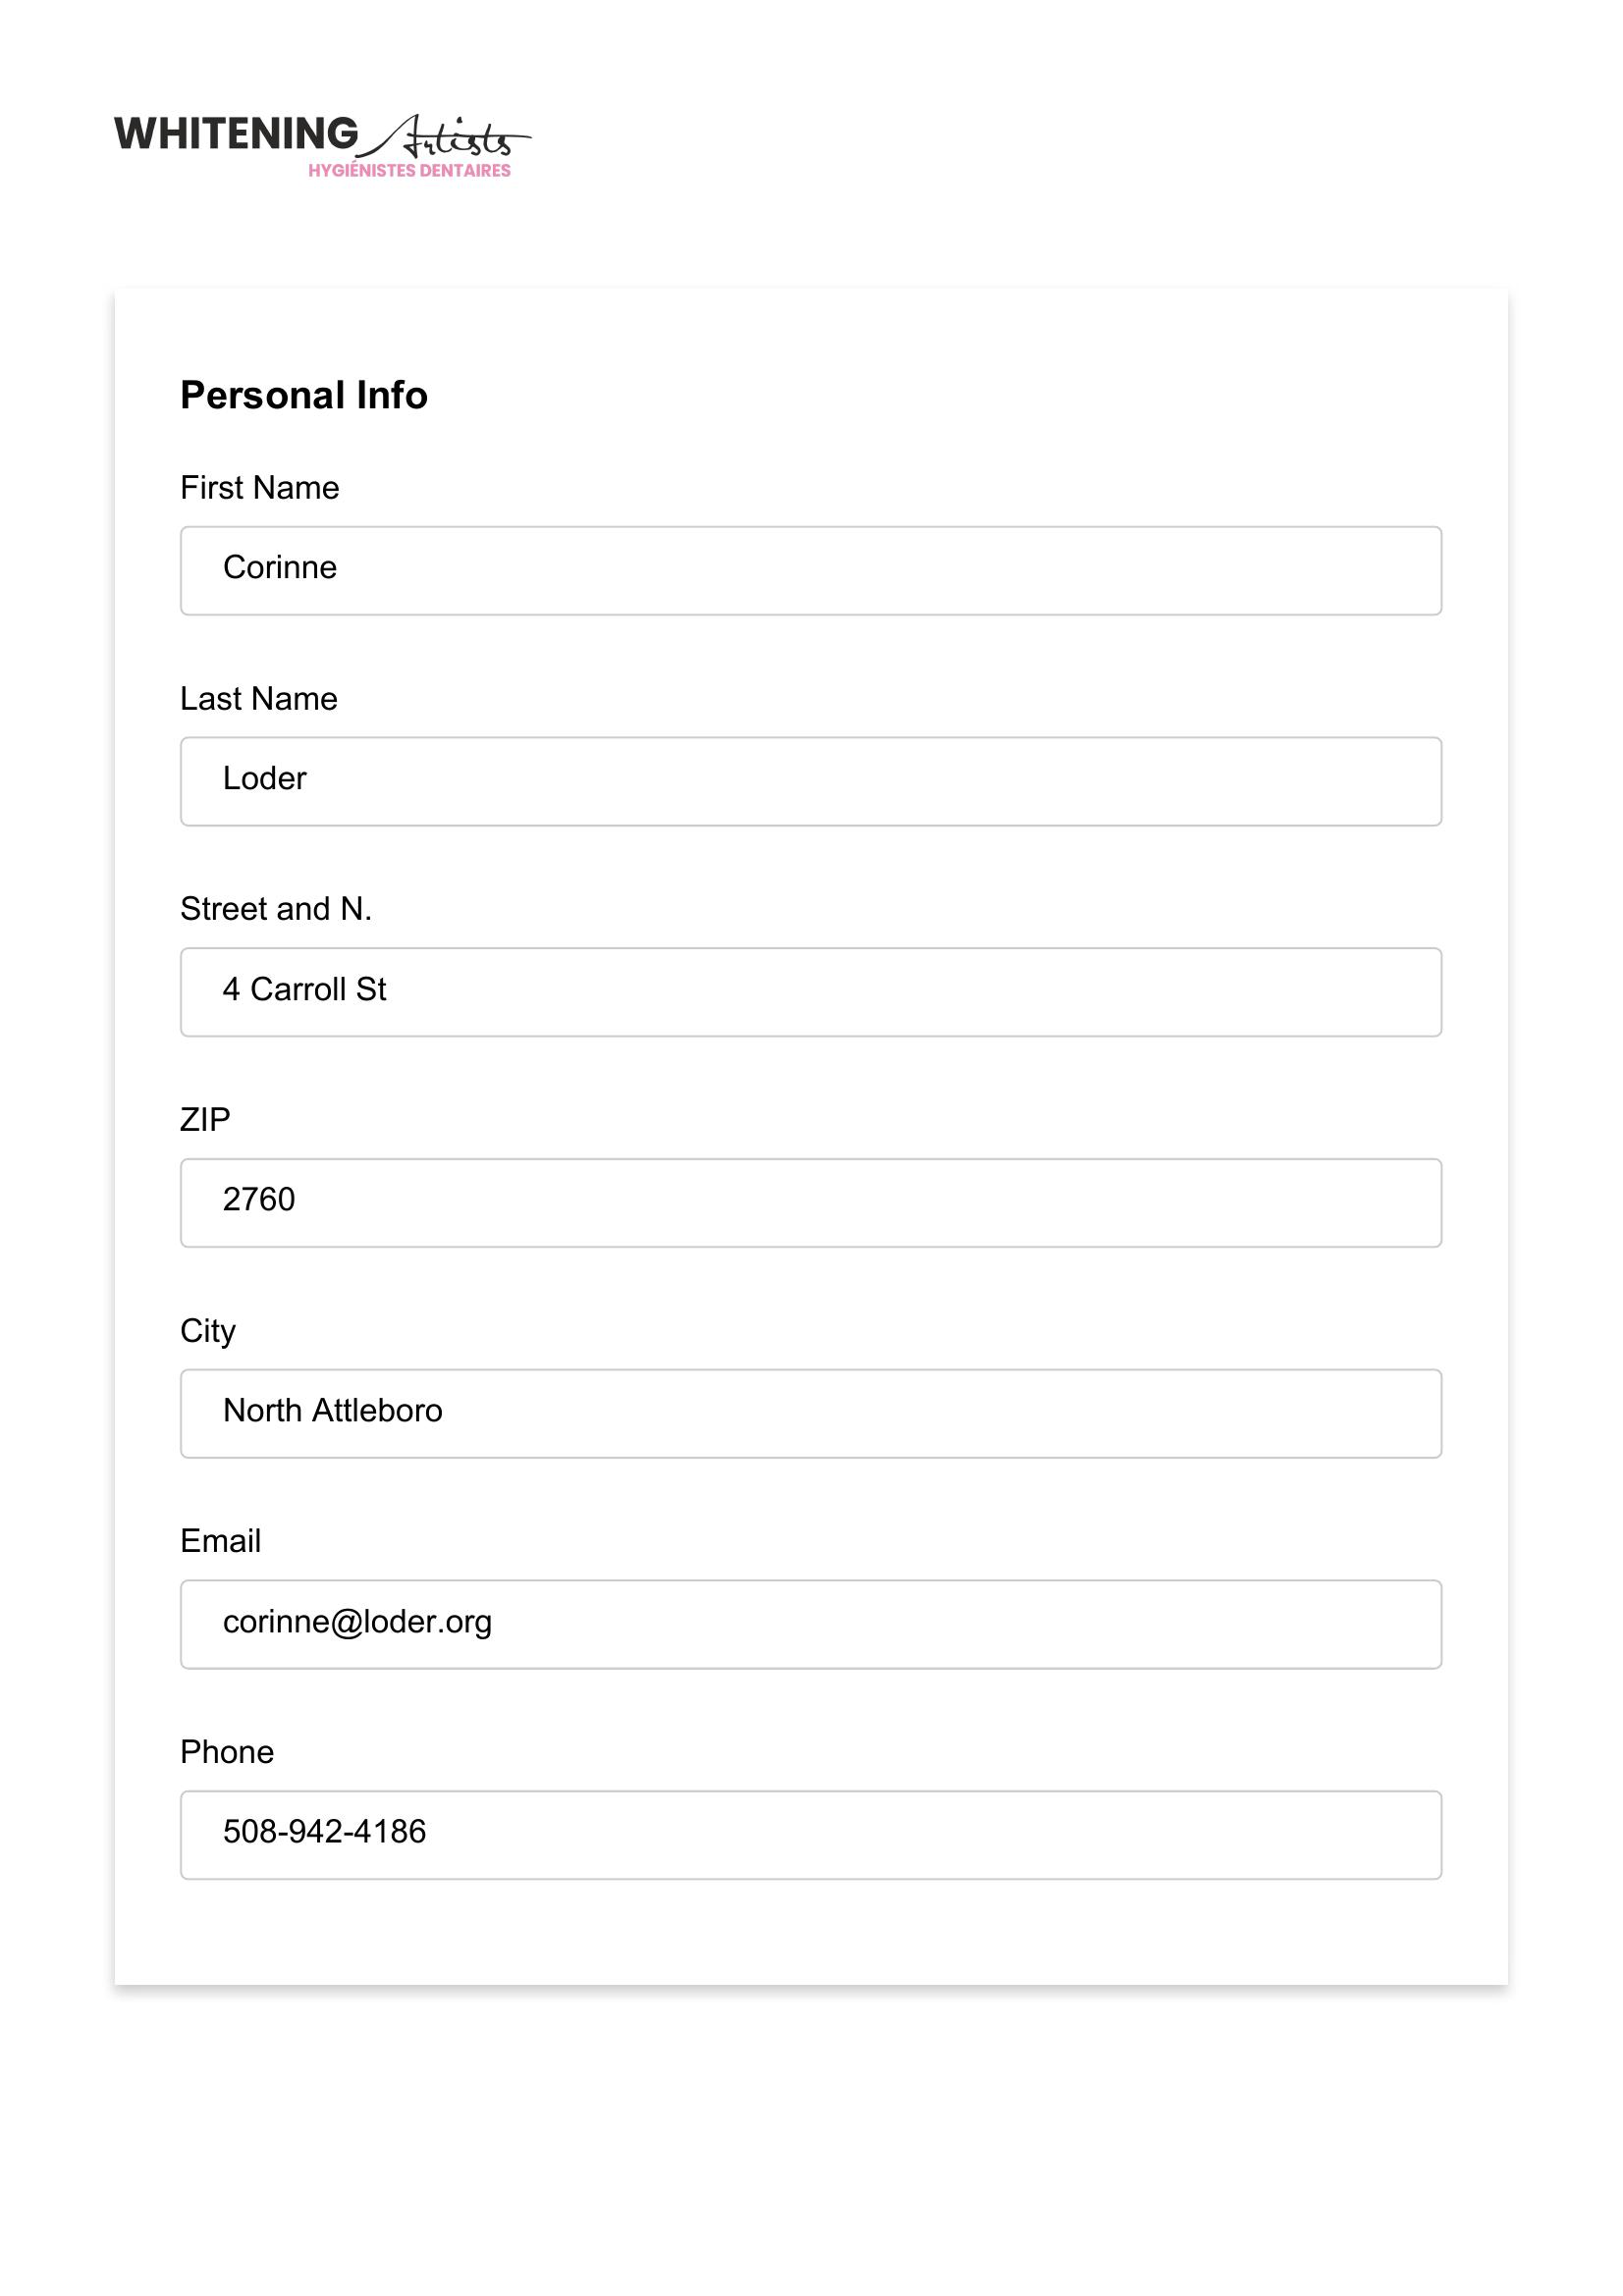 WHITENING Artists
HYGIÉNISTES DENTAIRES
Personal Info
First Name
Corinne
Last Name
Loder
Street and N.
4 Carroll St
ZIP
2760
City
North Attleboro
Email
corinne@loder.org
Phone
508-942-4186